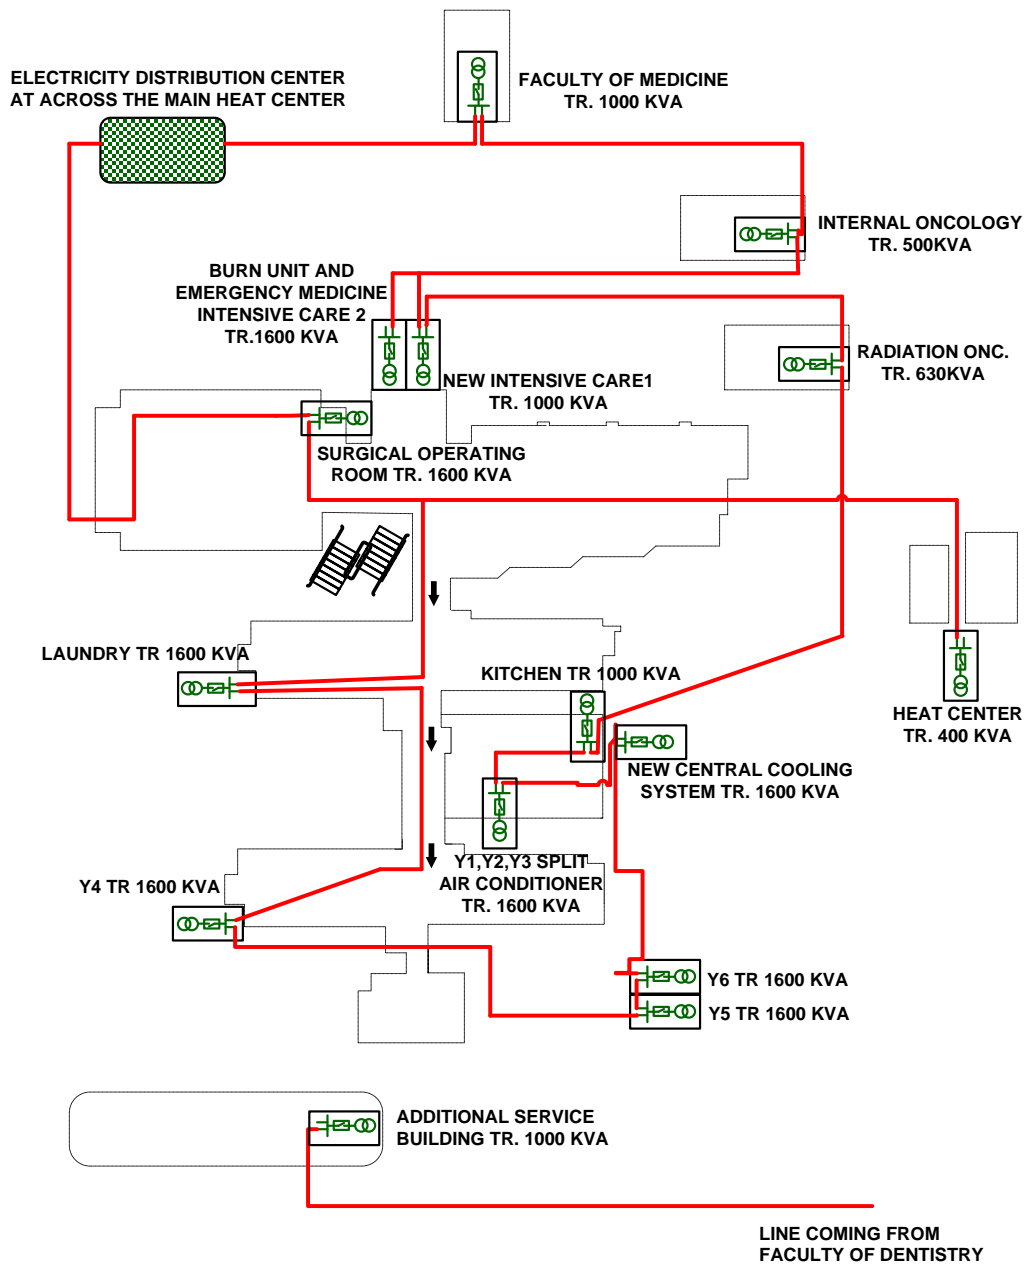 ELECTRICITY DISTRIBUTION CENTER
AT ACROSS THE MAIN HEAT CENTER
FACULTY OF MEDICINE
TR. 1000 KVA
INTERNAL ONCOLOGY
TR. 500KVA
BURN UNIT AND
EMERGENCY MEDICINE
INTENSIVE CARE 2
TR.1600 KVA
RADIATION ONC.
TR. 630KVA
NEW INTENSIVE CARE1
TR. 1000 KVA
SURGICAL OPERATING
ROOM TR. 1600 KVA
LAUNDRY TR 1600 KVA
KITCHEN TR 1000 KVA
HEAT CENTER
TR. 400 KVA
NEW CENTRAL COOLING
SYSTEM TR. 1600 KVA
Y1,Y2,Y3 SPLIT
AIR CONDITIONER
TR. 1600 KVA
Y4 TR 1600 KVA
Y6 TR 1600 KVA
Y5 TR 1600 KVA
ADDITIONAL SERVICE
BUILDING TR. 1000 KVA
LINE COMING FROM
FACULTY OF DENTISTRY